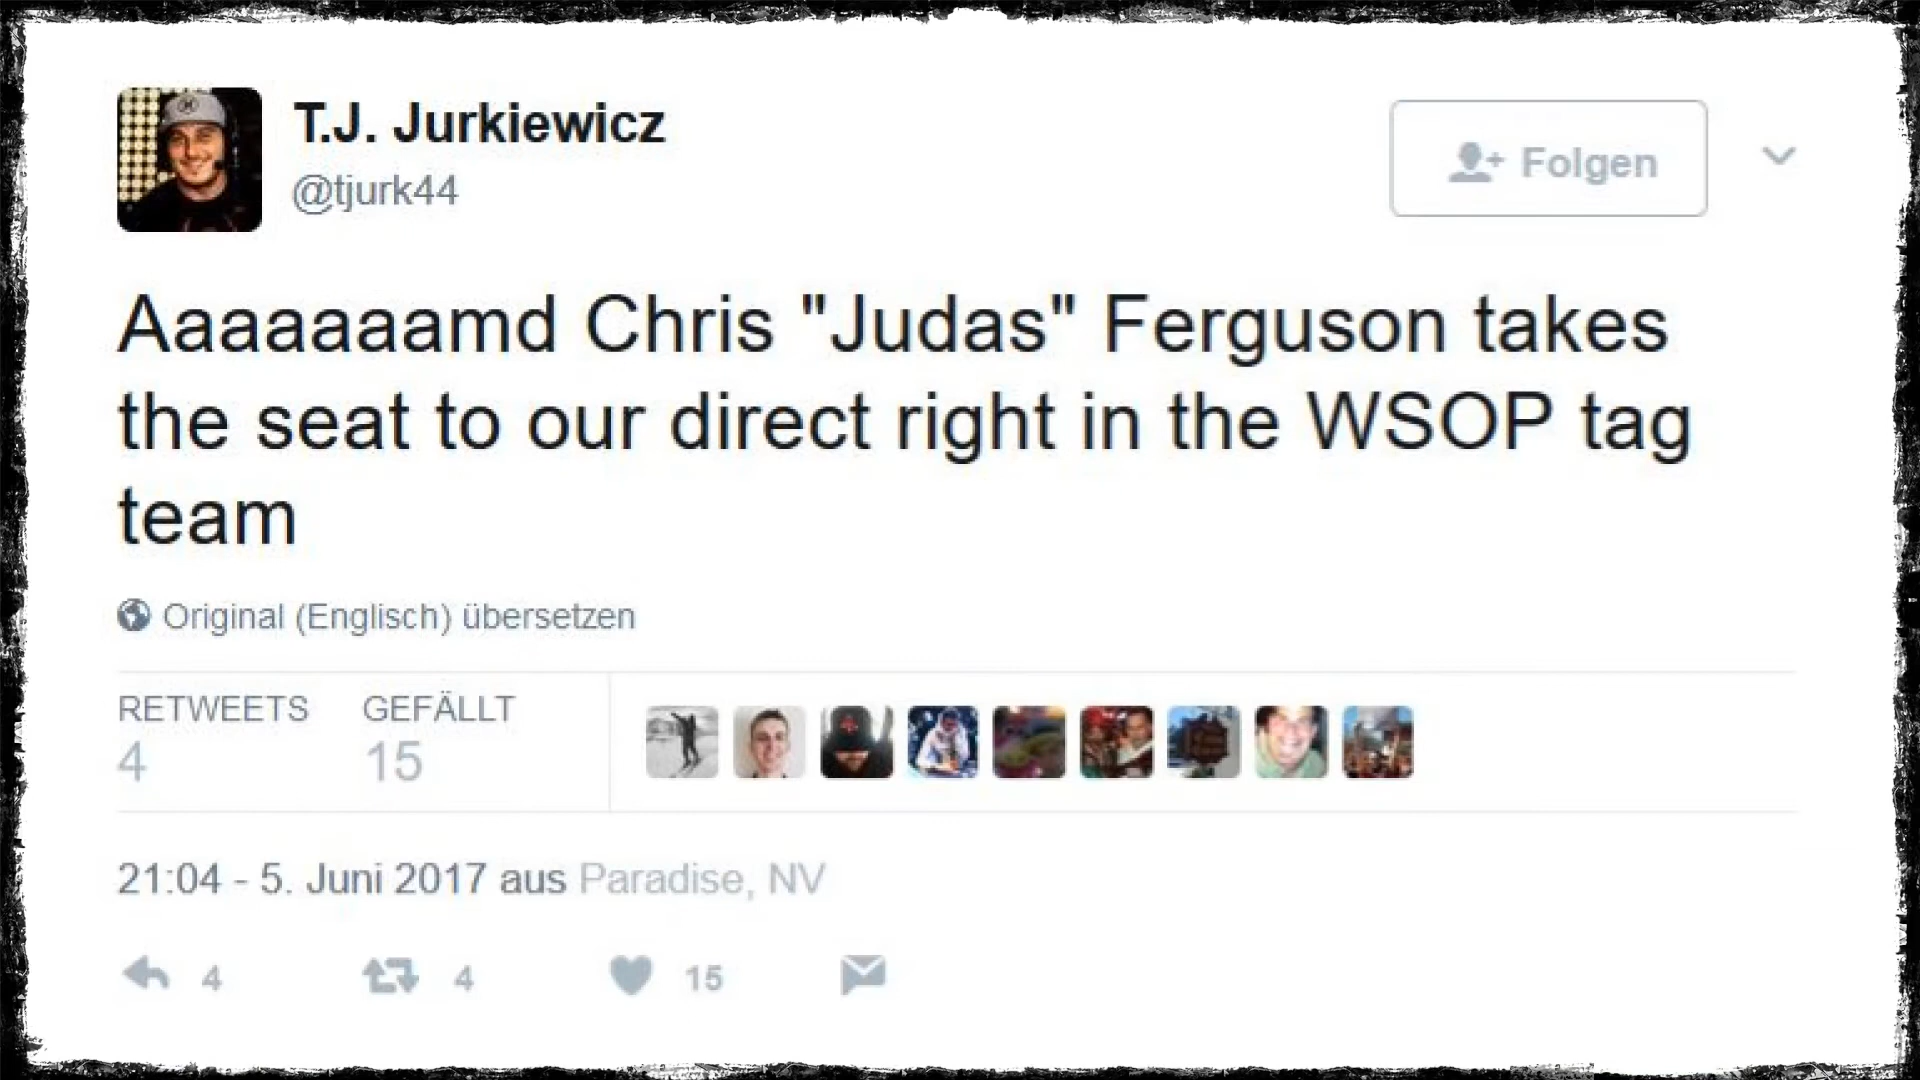 T.J. Jurkiewicz
@tjurk44
Folgen
Aaaaaaamd Chris "Judas" Ferguson takes
the seat to our direct right in the WSOP tag
team
Original (Englisch) übersetzen
RETWEETS GEFÄLLT
4 15
21:04 - 5. Juni 2017 aus Paradise, NV
4 4 15